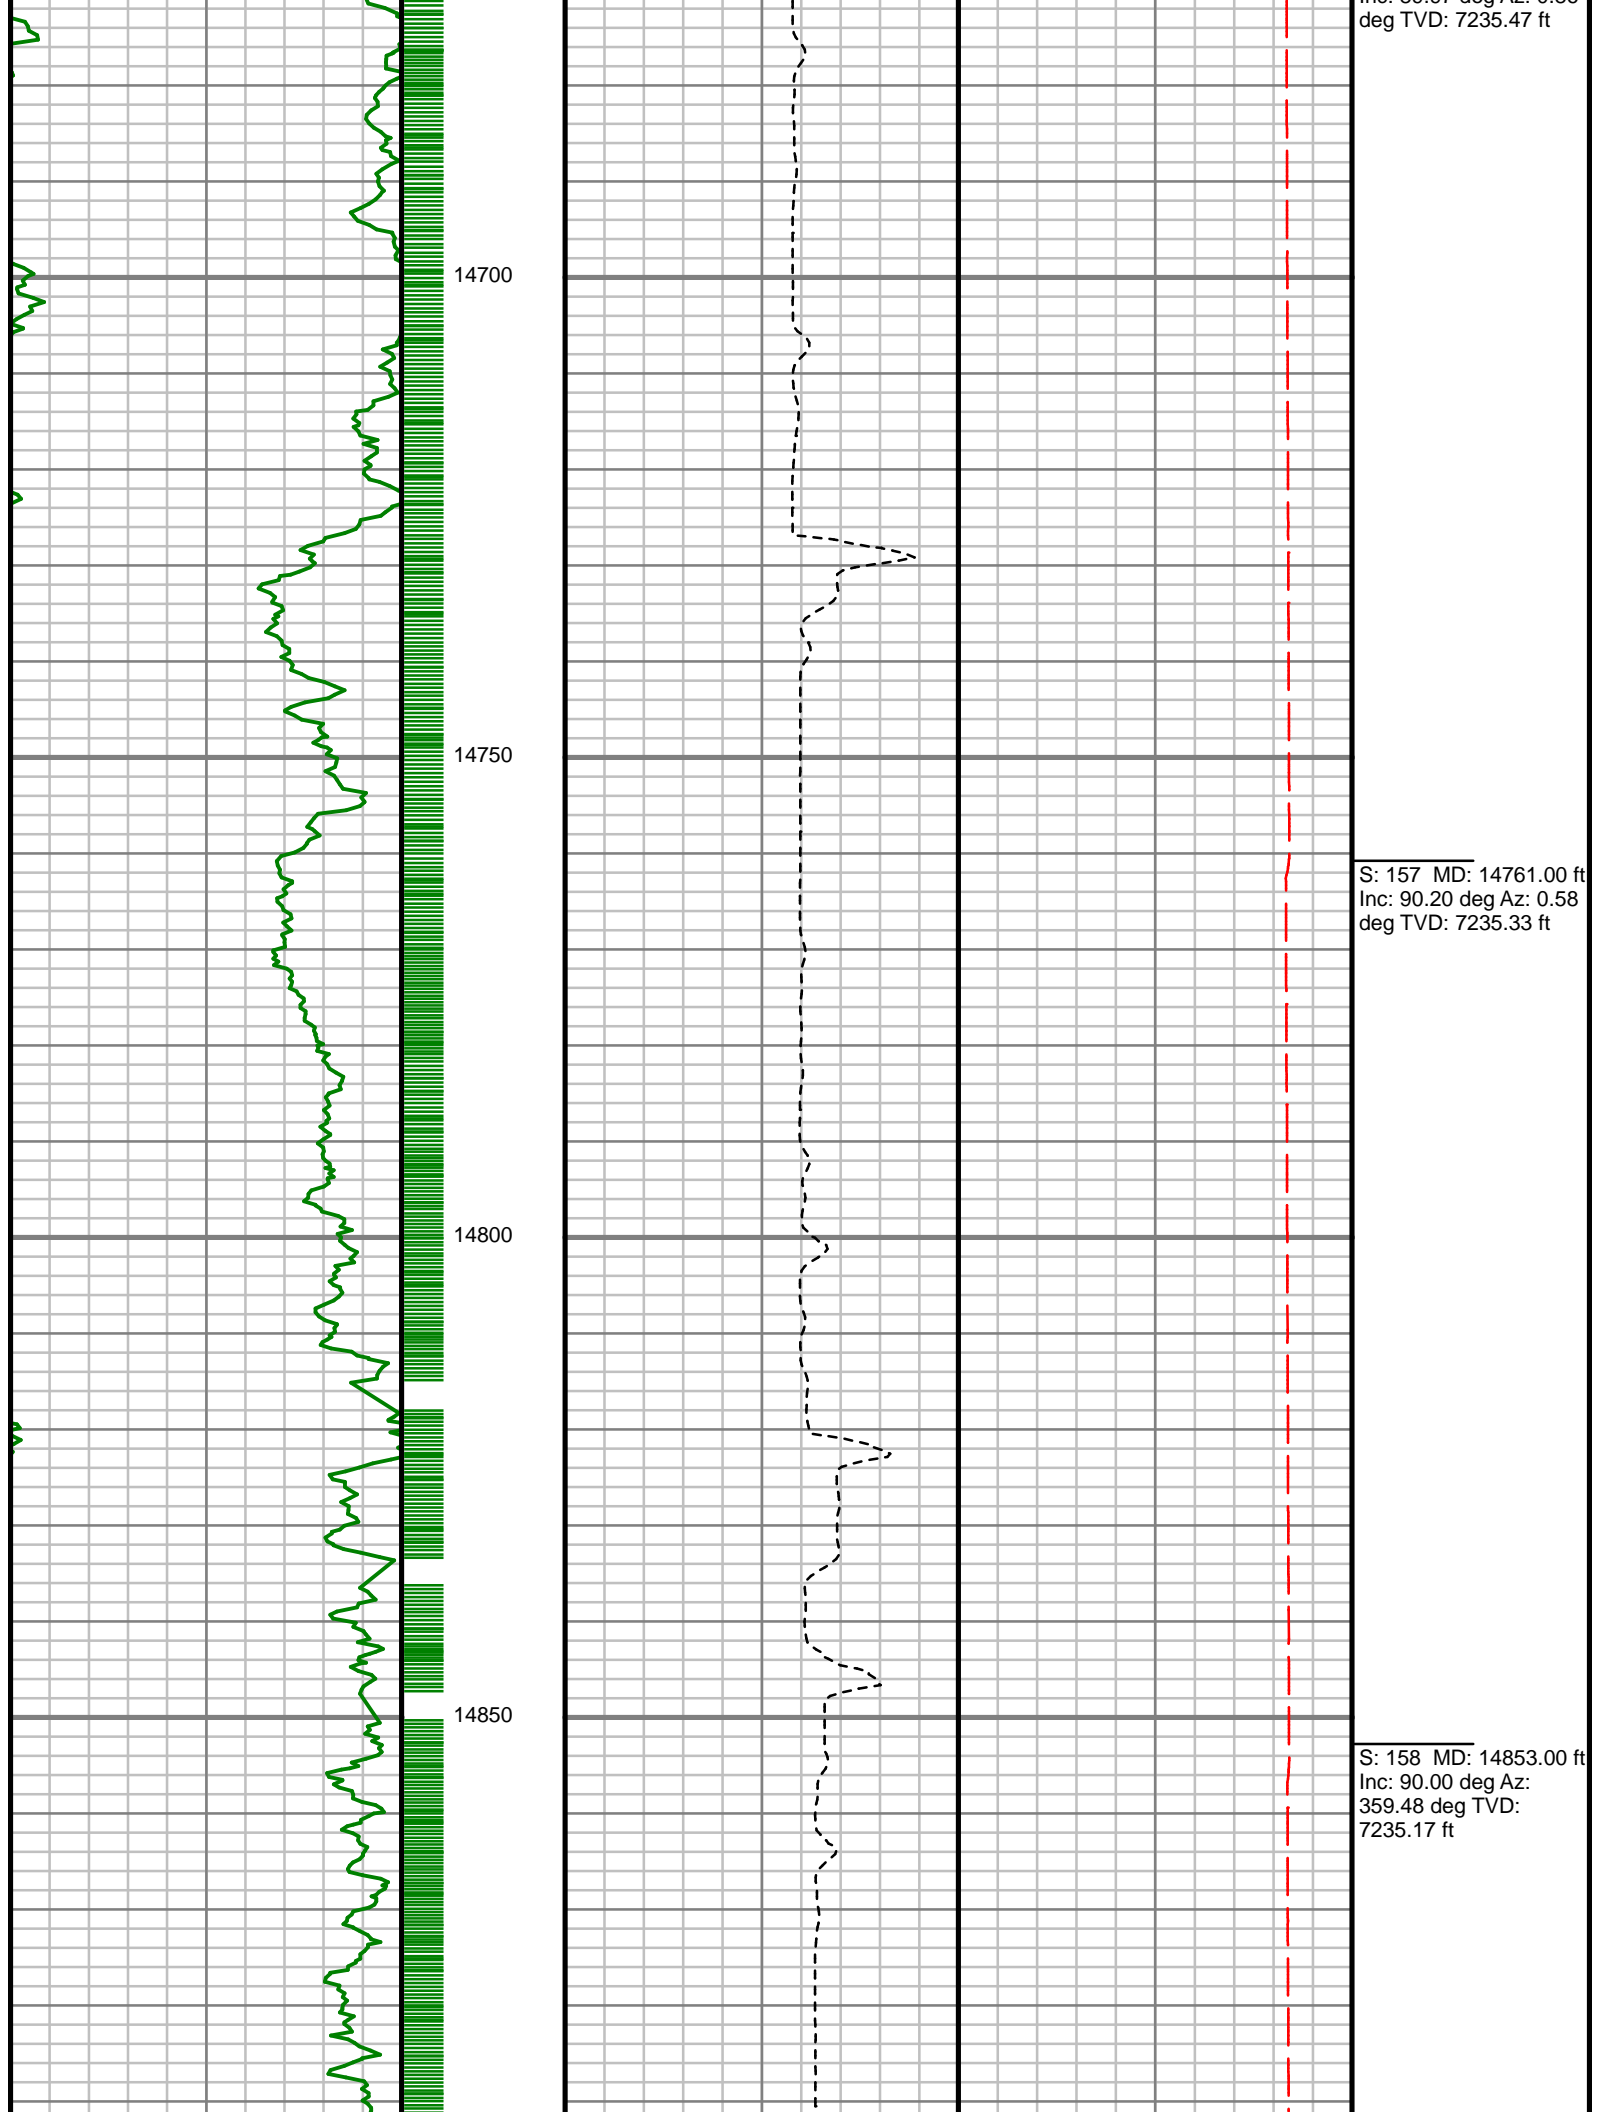 deg TVD: 7235.47 ft
14700
14750
S: 157 MD: 14761.00 ft
Inc: 90.20 deg Az: 0.58
deg TVD: 7235.33 ft
14800
14850
S: 158 MD: 14853.00 ft
Inc: 90.00 deg Az:
359.48 deg TVD:
7235.17 ft